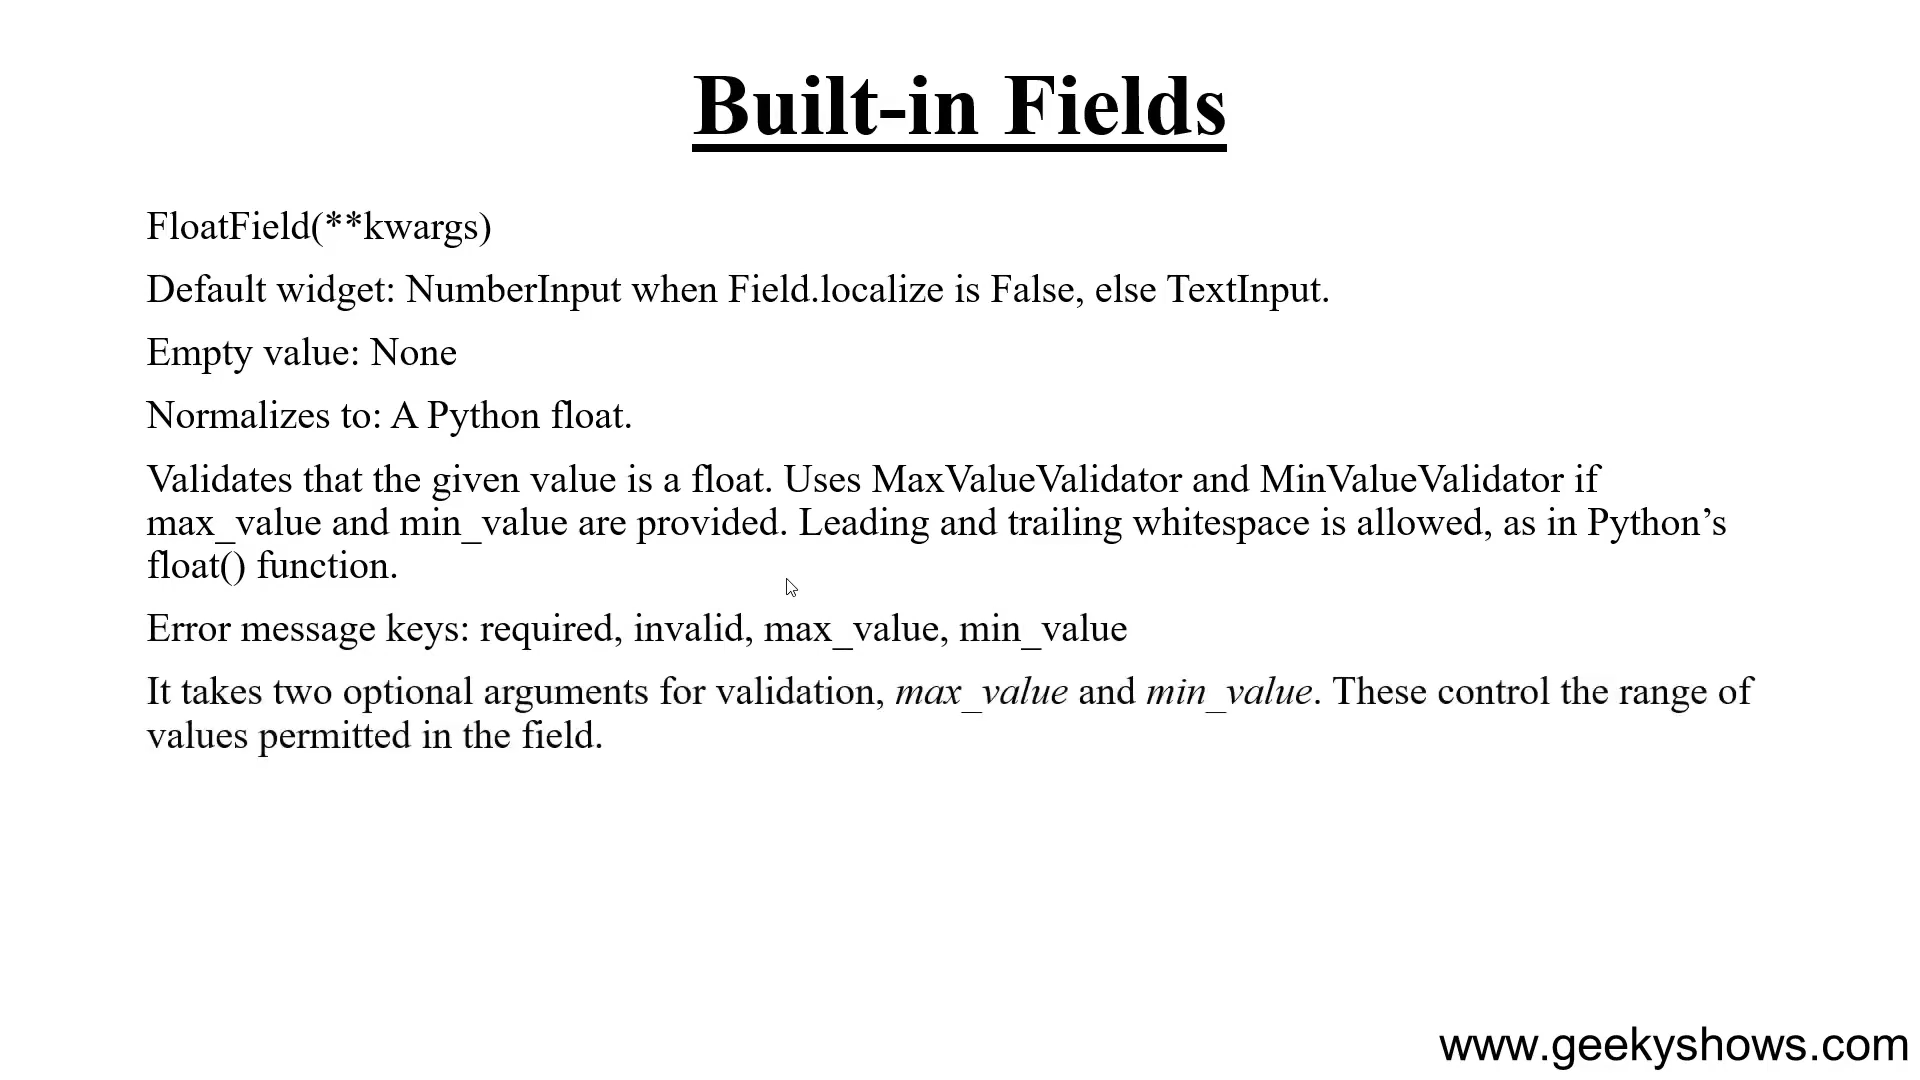 Built-in Fields
FloatField(**kwargs)
Default widget: NumberInput when Field.localize is False, else TextInput.
Empty value: None
Normalizes to: A Python float.
Validates that the given value is a float. Uses MaxValueValidator and MinValueValidator if
max_value and min_value are provided. Leading and trailing whitespace is allowed, as in Python’s
float() function.
Error message keys: required, invalid, max_value, min_value
It takes two optional arguments for validation, max_value and min_value. These control the range of
values permitted in the field.
www.geekyshows.com